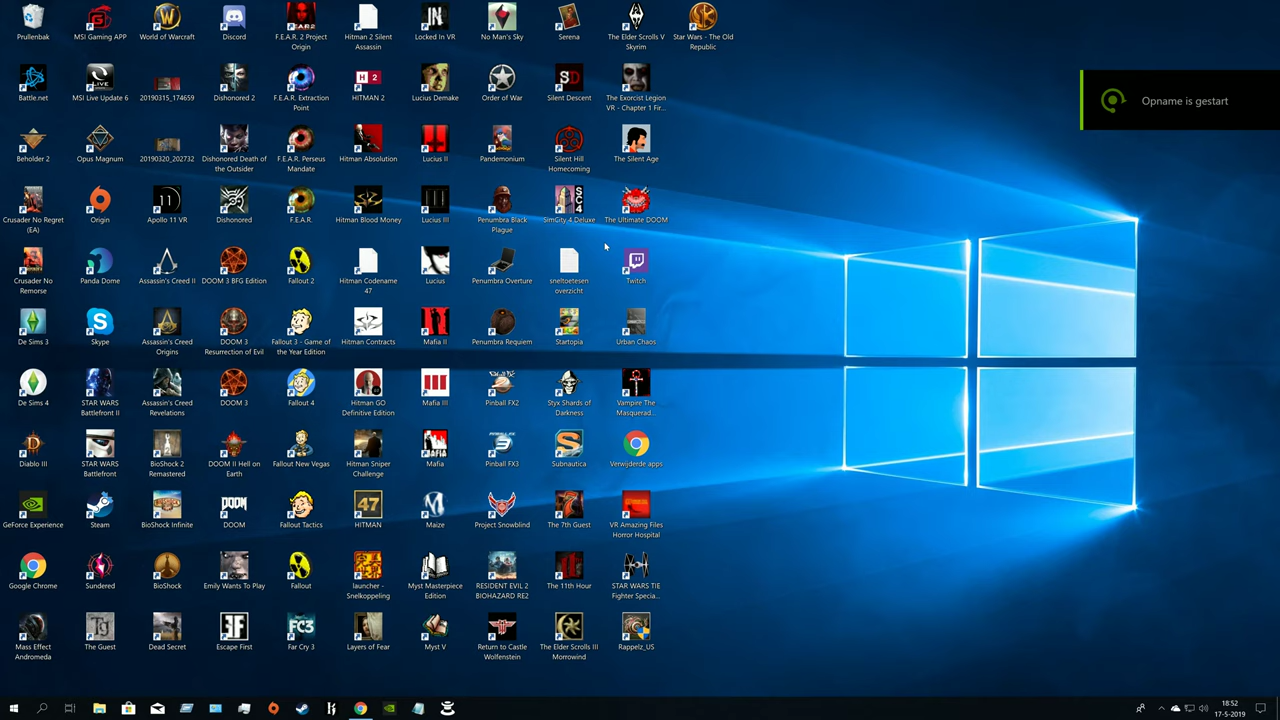 Prullenbak
MSI Gaming APP
World of Warcraft
Discord
F.E.A.R. 2 Project
Origin
Hitman 2 Silent
Assassin
Locked In VR
No Man's Sky
Serena
The Elder Scrolls V
Skyrim
Star Wars - The Old
Republic
Battle.net
MSI Live Update 6
20190315_174659
Dishonored 2
F.E.A.R. Extraction
Point
HITMAN 2
Lucius Demake
Order of War
Silent Descent
The Exorcist Legion
VR - Chapter 1 Fir...
Opname is gestart
Beholder 2
Opus Magnum
20190320_202732
Dishonored Death of
the Outsider
F.E.A.R. Perseus
Mandate
Hitman Absolution
Lucius II
Pandemonium
Silent Hill
Homecoming
The Silent Age
Crusader No Regret
(EA)
Origin
Apollo 11 VR
Dishonored
F.E.A.R.
Hitman Blood Money
Lucius III
Penumbra Black
Plague
SimCity 4 Deluxe
The Ultimate DOOM
Crusader No
Remorse
Panda Dome
Assassin's Creed II
DOOM 3 BFG Edition
Fallout 2
Hitman Codename
47
Lucius
Penumbra Overture
sneltoetesen
overzicht
Twitch
De Sims 3
Skype
Assassin's Creed
Origins
DOOM 3
Resurrection of Evil
Fallout 3 - Game of
the Year Edition
Hitman Contracts
Mafia II
Penumbra Requiem
Startopia
Urban Chaos
De Sims 4
STAR WARS
Battlefront II
Assassin's Creed
Revelations
DOOM 3
Fallout 4
Hitman GO
Definitive Edition
Mafia III
Pinball FX2
Styx Shards of
Darkness
Vampire The
Masquerad...
Diablo III
STAR WARS
Battlefront
BioShock 2
Remastered
DOOM II Hell on
Earth
Fallout New Vegas
Hitman Sniper
Challenge
Mafia
Pinball FX3
Subnautica
Verwijderde apps
GeForce Experience
Steam
BioShock Infinite
DOOM
Fallout Tactics
HITMAN
Maize
Project Snowblind
The 7th Guest
VR Amazing Files
Horror Hospital
Google Chrome
Sundered
BioShock
Emily Wants To Play
Fallout
launcher -
Snelkoppeling
Myst Masterpiece
Edition
RESIDENT EVIL 2
BIOHAZARD RE2
The 11th Hour
STAR WARS TIE
Fighter Specia...
Mass Effect
Andromeda
The Guest
Dead Secret
Escape First
Far Cry 3
Layers of Fear
Myst V
Return to Castle
Wolfenstein
The Elder Scrolls III
Morrowind
Rappelz_US
18:52
17-5-2019